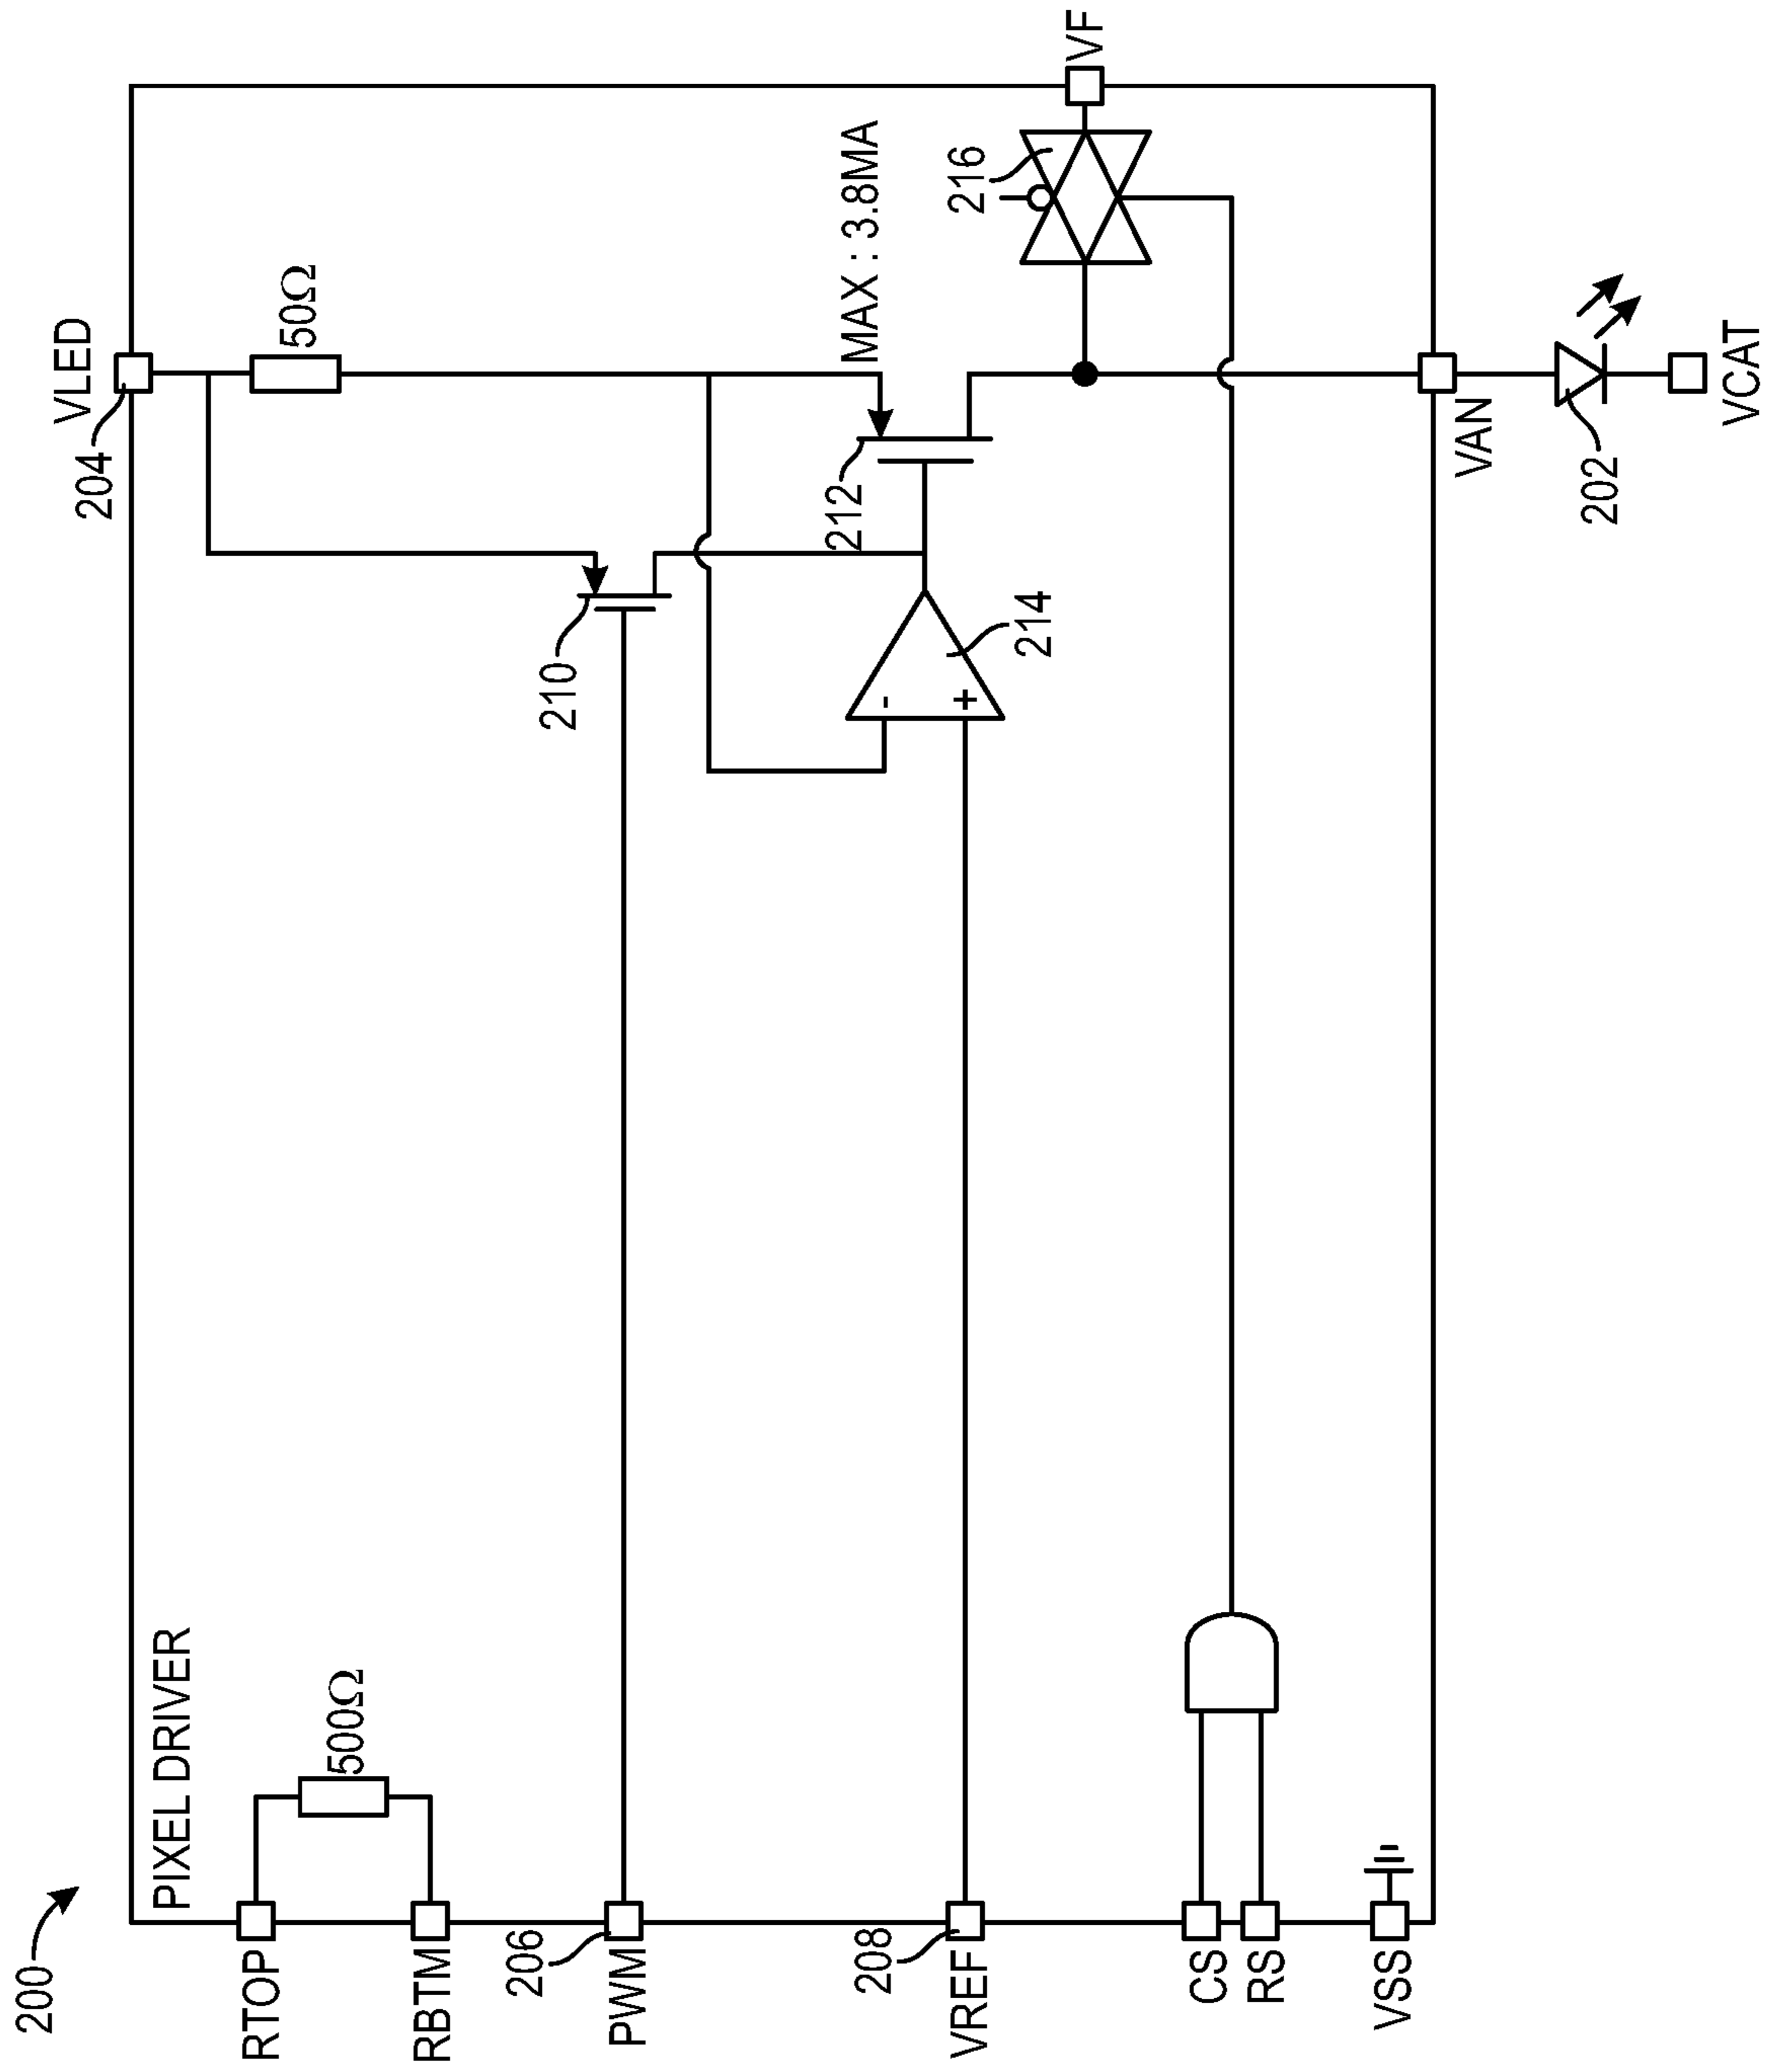 200
PIXEL DRIVER
RTOP
RBTM
500Ω
206
PWM
208
VREF
CS
RS
VSS
VLED
204
50Ω
210
212
214
MAX : 3.8MA
216
VF
VAN
202
VCAT
-
+